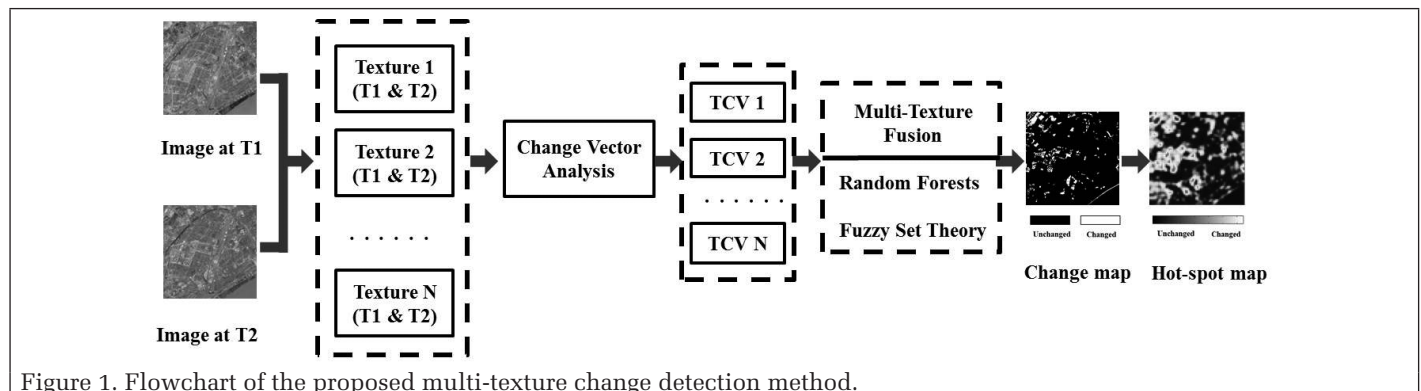 Image at T1
Image at T2
Texture 1
(T1 & T2)
Texture 2
(T1 & T2)
. . . . . .
Texture N
(T1 & T2)
Change Vector
Analysis
TCV 1
TCV 2
. . . . . .
TCV N
Multi-Texture
Fusion
Random Forests
Fuzzy Set Theory
Unchanged Changed
Change map
Unchanged Changed
Hot-spot map
Figure 1. Flowchart of the proposed multi-texture change detection method.